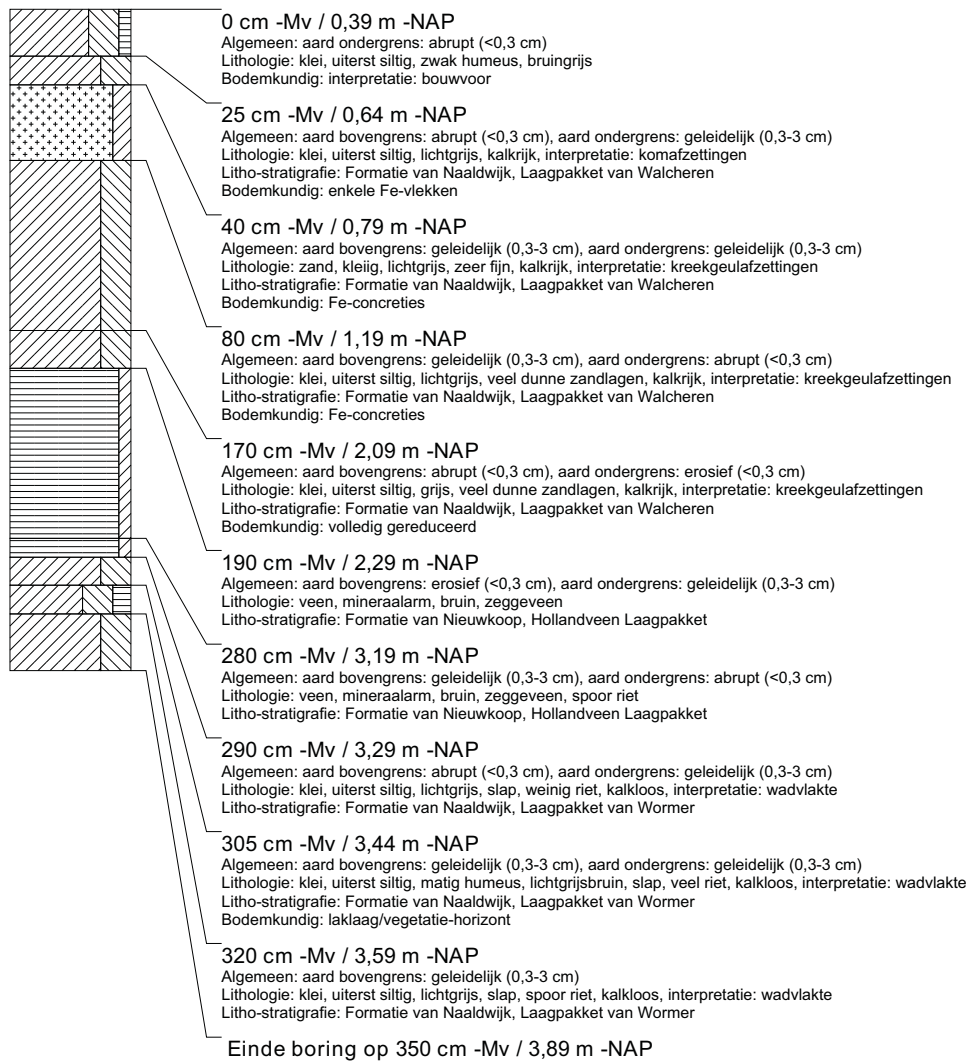 0 cm -Mv / 0,39 m -NAP
Algemeen: aard ondergrens: abrupt (<0,3 cm)
Lithologie: klei, uiterst siltig, zwak humeus, bruingrijs
Bodemkundig: interpretatie: bouwvoor
25 cm -Mv / 0,64 m -NAP
Algemeen: aard bovengrens: abrupt (<0,3 cm), aard ondergrens: geleidelijk (0,3-3 cm)
Lithologie: klei, uiterst siltig, lichtgrijs, kalkrijk, interpretatie: komafzettingen
Litho-stratigrafie: Formatie van Naaldwijk, Laagpakket van Walcheren
Bodemkundig: enkele Fe-vlekken
40 cm -Mv / 0,79 m -NAP
Algemeen: aard bovengrens: geleidelijk (0,3-3 cm), aard ondergrens: geleidelijk (0,3-3 cm)
Lithologie: zand, kleiig, lichtgrijs, zeer fijn, kalkrijk, interpretatie: kreekgeulafzettingen
Litho-stratigrafie: Formatie van Naaldwijk, Laagpakket van Walcheren
Bodemkundig: Fe-concreties
80 cm -Mv / 1,19 m -NAP
Algemeen: aard bovengrens: geleidelijk (0,3-3 cm), aard ondergrens: abrupt (<0,3 cm)
Lithologie: klei, uiterst siltig, lichtgrijs, veel dunne zandlagen, kalkrijk, interpretatie: kreekgeulafzettingen
Litho-stratigrafie: Formatie van Naaldwijk, Laagpakket van Walcheren
Bodemkundig: Fe-concreties
170 cm -Mv / 2,09 m -NAP
Algemeen: aard bovengrens: abrupt (<0,3 cm), aard ondergrens: erosief (<0,3 cm)
Lithologie: klei, uiterst siltig, grijs, veel dunne zandlagen, kalkrijk, interpretatie: kreekgeulafzettingen
Litho-stratigrafie: Formatie van Naaldwijk, Laagpakket van Walcheren
Bodemkundig: volledig gereduceerd
190 cm -Mv / 2,29 m -NAP
Algemeen: aard bovengrens: erosief (<0,3 cm), aard ondergrens: geleidelijk (0,3-3 cm)
Lithologie: veen, mineraalarm, bruin, zeggeveen
Litho-stratigrafie: Formatie van Nieuwkoop, Hollandveen Laagpakket
280 cm -Mv / 3,19 m -NAP
Algemeen: aard bovengrens: geleidelijk (0,3-3 cm), aard ondergrens: abrupt (<0,3 cm)
Lithologie: veen, mineraalarm, bruin, zeggeveen, spoor riet
Litho-stratigrafie: Formatie van Nieuwkoop, Hollandveen Laagpakket
290 cm -Mv / 3,29 m -NAP
Algemeen: aard bovengrens: abrupt (<0,3 cm), aard ondergrens: geleidelijk (0,3-3 cm)
Lithologie: klei, uiterst siltig, lichtgrijs, slap, weinig riet, kalkloos, interpretatie: wadvlakte
Litho-stratigrafie: Formatie van Naaldwijk, Laagpakket van Wormer
305 cm -Mv / 3,44 m -NAP
Algemeen: aard bovengrens: geleidelijk (0,3-3 cm), aard ondergrens: geleidelijk (0,3-3 cm)
Lithologie: klei, uiterst siltig, matig humeus, lichtgrijsbruin, slap, veel riet, kalkloos, interpretatie: wadvlakte
Litho-stratigrafie: Formatie van Naaldwijk, Laagpakket van Wormer
Bodemkundig: laklaag/vegetatie-horizont
320 cm -Mv / 3,59 m -NAP
Algemeen: aard bovengrens: geleidelijk (0,3-3 cm)
Lithologie: klei, uiterst siltig, lichtgrijs, slap, spoor riet, kalkloos, interpretatie: wadvlakte
Litho-stratigrafie: Formatie van Naaldwijk, Laagpakket van Wormer
Einde boring op 350 cm -Mv / 3,89 m -NAP